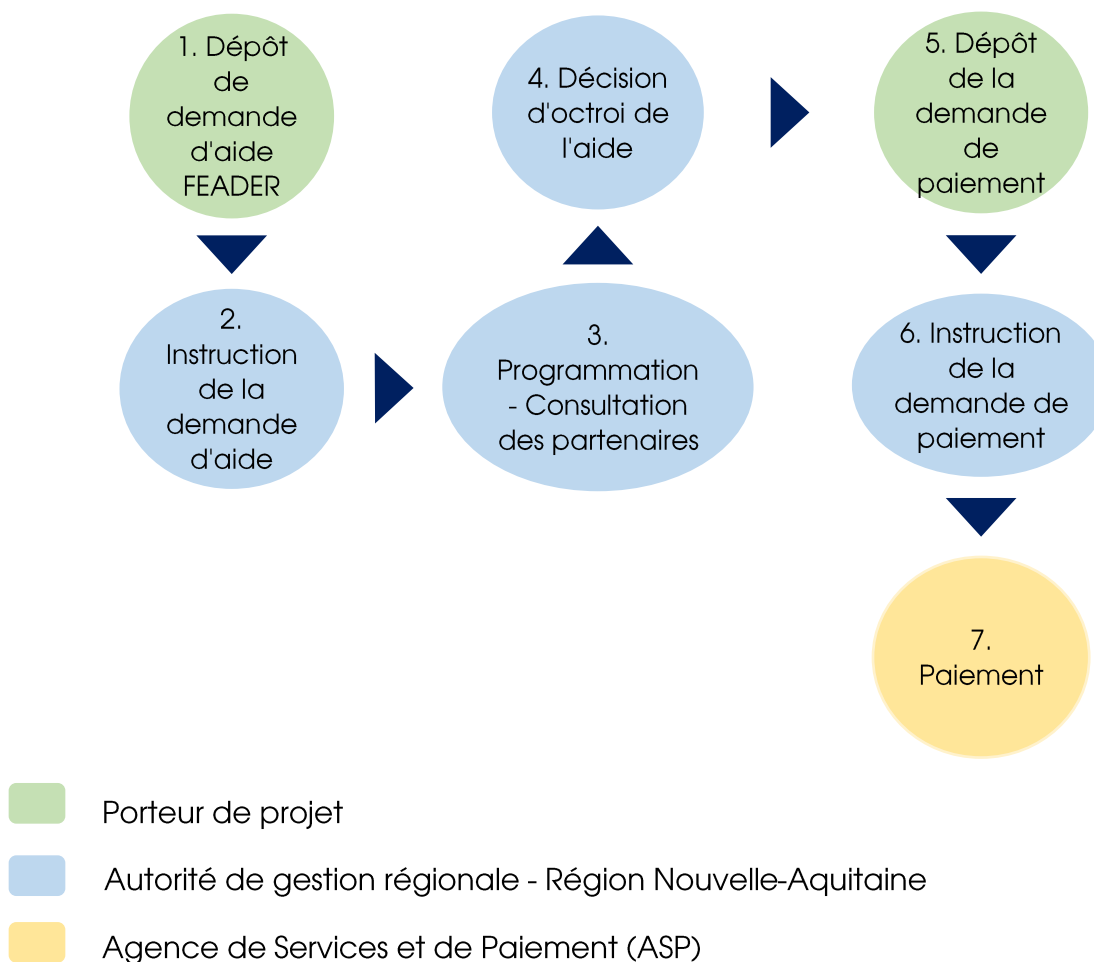 1. Dépôt
de
demande
d'aide
FEADER
2.
Instruction
de la
demande
d'aide
3.
Programmation
- Consultation
des partenaires
4. Décision
d'octroi de
l'aide
5. Dépôt
de la
demande
de
paiement
6. Instruction
de la
demande de
paiement
7.
Paiement
Porteur de projet
Autorité de gestion régionale - Région Nouvelle-Aquitaine
Agence de Services et de Paiement (ASP)